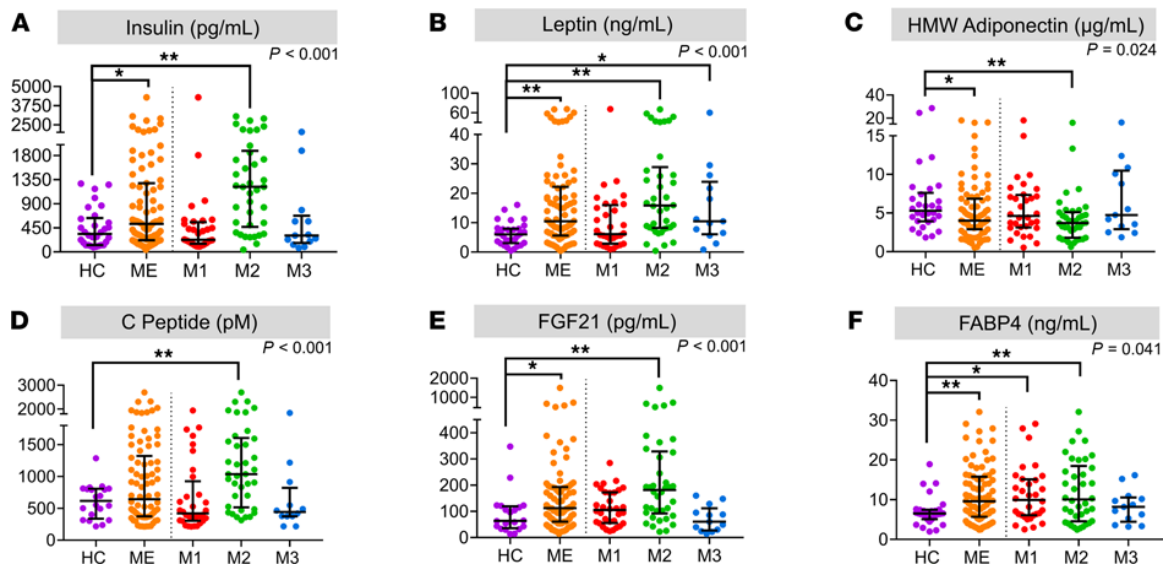 A
Insulin (pg/mL)
P < 0.001
**
*
5000
3750
2500
1800
1350
900
450
0
HC ME M1 M2 M3
B
Leptin (ng/mL)
P < 0.001
*
**
**
100
60
40
30
20
10
0
HC ME M1 M2 M3
C
HMW Adiponectin (µg/mL)
P = 0.024
**
*
40
20
15
10
5
0
HC ME M1 M2 M3
D
C Peptide (pM)
P < 0.001
**
3000
2000
1500
1000
500
0
HC ME M1 M2 M3
E
FGF21 (pg/mL)
P < 0.001
**
*
2000
1000
400
300
200
100
0
HC ME M1 M2 M3
F
FABP4 (ng/mL)
P = 0.041
**
*
**
40
30
20
10
0
HC ME M1 M2 M3